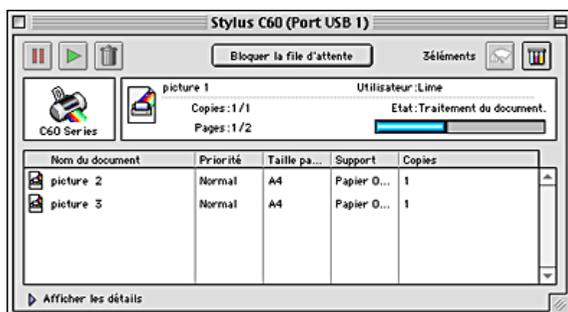 Stylus C60 (Port USB 1)
Bloquer la file d'attente
3éléments
C60 Series
picture 1
Utilisateur :Lime
Copies:1/1
Etat:Traitement du document.
Pages:1/2
Nom du document Priorité Taille pa... Support Copies
picture 2 Normal A4 Papier O... 1
picture 3 Normal A4 Papier O... 1
Afficher les détails